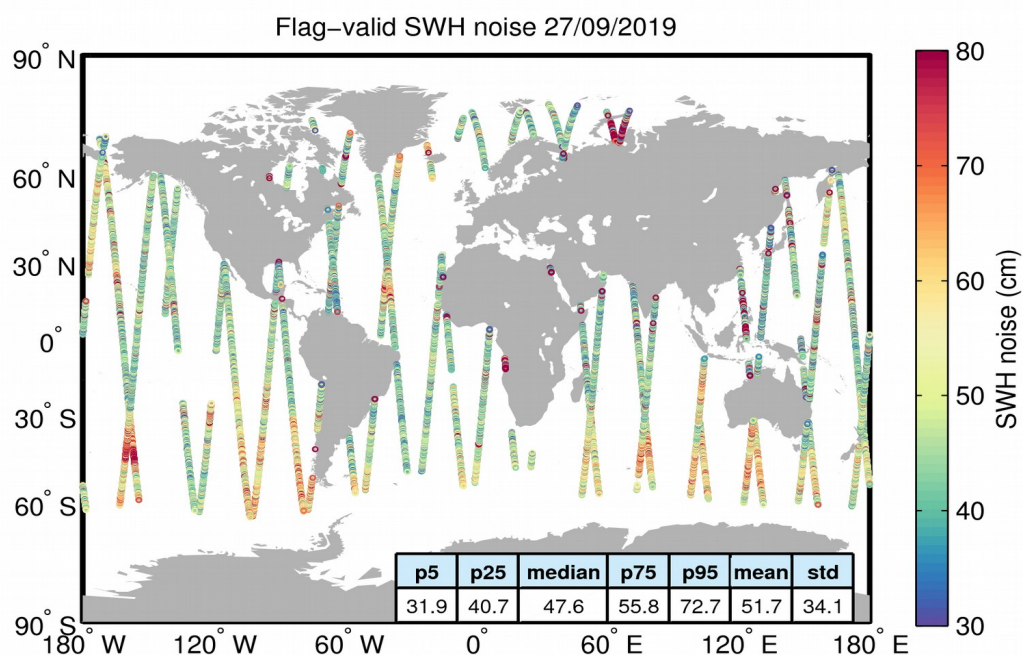 Flag−valid SWH noise 27/09/2019
90° N
60° N
30° N
0°
30° S
60° S
90° S
180° W
120° W
60° W
0°
60° E
120° E
180° E
80
70
60
50
40
30
SWH noise (cm)
p5 p25 median p75 p95 mean std
31.9 40.7 47.6 55.8 72.7 51.7 34.1